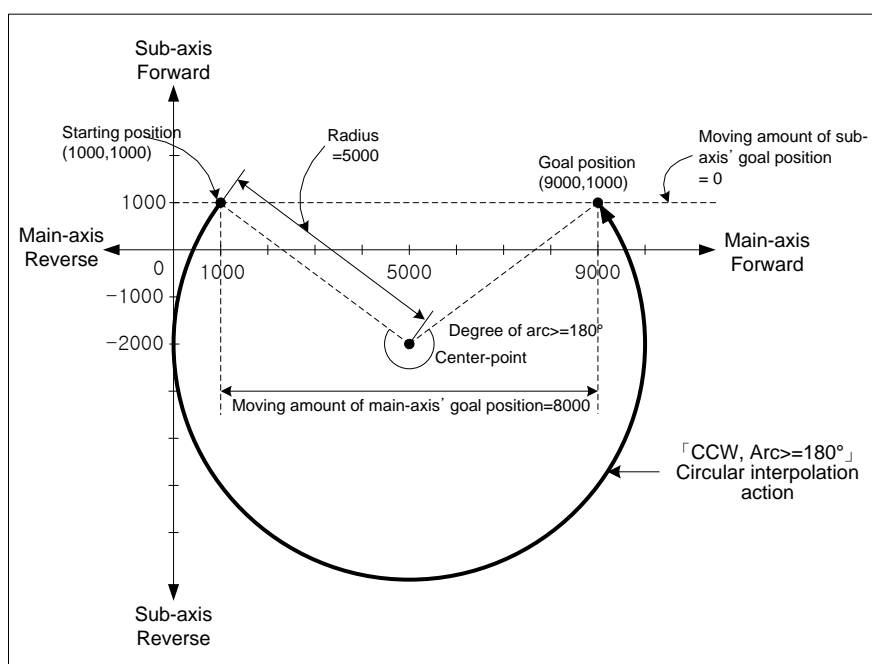 Sub-axis
Forward
Starting position
(1000,1000)
Radius
=5000
Goal position
(9000,1000)
Moving amount of sub-
axis' goal position
= 0
1000
Main-axis
Reverse
0
1000
5000
9000
Main-axis
Forward
-1000
-2000
Degree of arc>=180°
Center-point
Moving amount of main-axis' goal position=8000
「CCW, Arc>=180°」
Circular interpolation
action
Sub-axis
Reverse